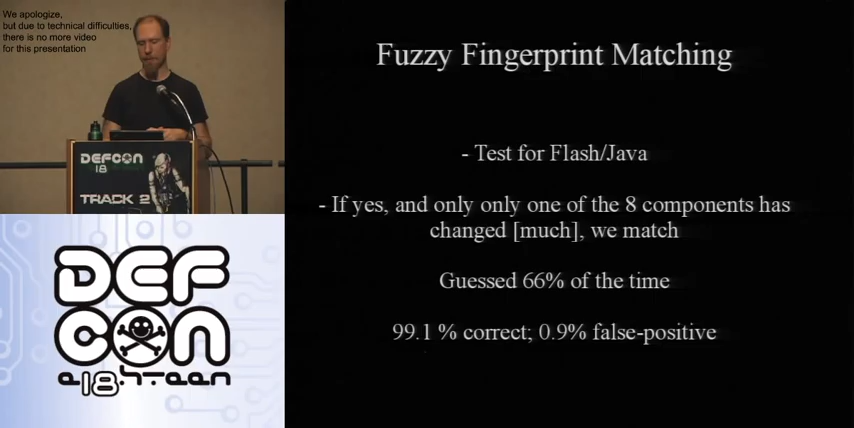 We apologize,
but due to technical difficulties,
there is no more video
for this presentation
DEFCON
18
TRACK 2
DEF
CON
e18hteen
Fuzzy Fingerprint Matching
- Test for Flash/Java
- If yes, and only only one of the 8 components has
changed [much], we match
Guessed 66% of the time
99.1 % correct; 0.9% false-positive